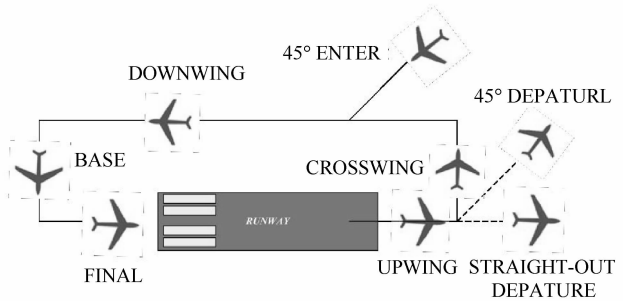 45° ENTER
DOWNWING
45° DEPATURL
BASE
CROSSWING
RUNWAY
FINAL
UPWING
STRAIGHT-OUT
DEPATURE